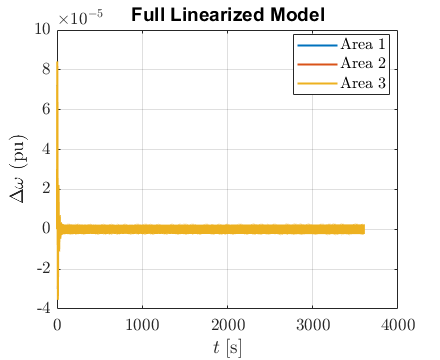 Full Linearized Model
×10⁻⁵
10
8
6
4
2
0
-2
-4
Δω (pu)
Area 1
Area 2
Area 3
0 1000 2000 3000 4000
t [s]